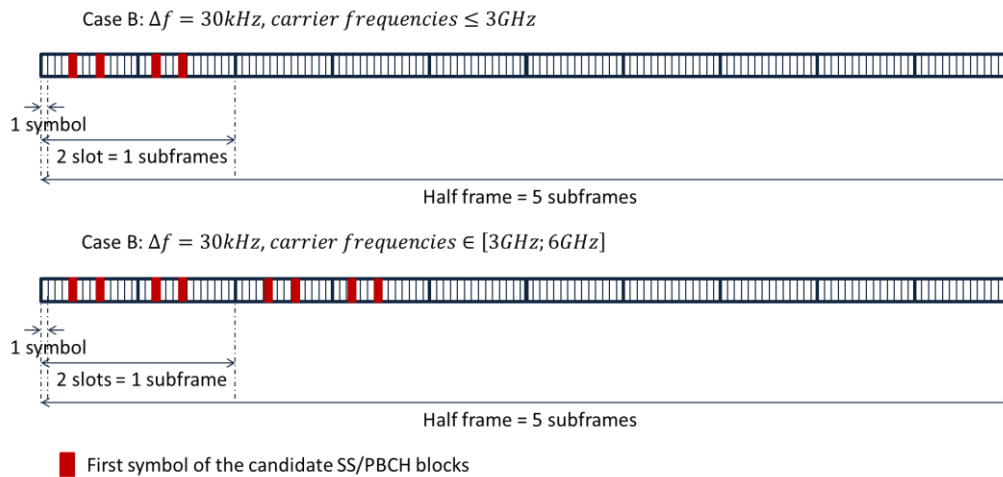 Case B: Δf = 30kHz, carrier frequencies ≤ 3GHz
1 symbol
2 slot = 1 subframes
Half frame = 5 subframes
Case B: Δf = 30kHz, carrier frequencies ∈ [3GHz; 6GHz]
1 symbol
2 slots = 1 subframe
Half frame = 5 subframes
First symbol of the candidate SS/PBCH blocks